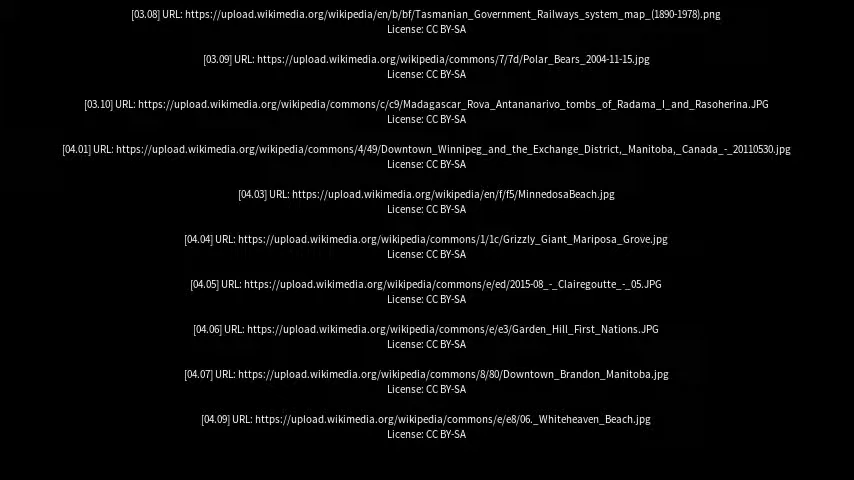 [03.08] URL: https://upload.wikimedia.org/wikipedia/en/b/bf/Tasmanian_Government_Railways_system_map_(1890-1978).png
License: CC BY-SA
[03.09] URL: https://upload.wikimedia.org/wikipedia/commons/7/7d/Polar_Bears_2004-11-15.jpg
License: CC BY-SA
[03.10] URL: https://upload.wikimedia.org/wikipedia/commons/c/c9/Madagascar_Rova_Antananarivo_tombs_of_Radama_I_and_Rasoherina.JPG
License: CC BY-SA
[04.01] URL: https://upload.wikimedia.org/wikipedia/commons/4/49/Downtown_Winnipeg_and_the_Exchange_District,_Manitoba,_Canada_-_20110530.jpg
License: CC BY-SA
[04.03] URL: https://upload.wikimedia.org/wikipedia/en/f/f5/MinnedosaBeach.jpg
License: CC BY-SA
[04.04] URL: https://upload.wikimedia.org/wikipedia/commons/1/1c/Grizzly_Giant_Mariposa_Grove.jpg
License: CC BY-SA
[04.05] URL: https://upload.wikimedia.org/wikipedia/commons/e/ed/2015-08_-_Clairegoutte_-_05.JPG
License: CC BY-SA
[04.06] URL: https://upload.wikimedia.org/wikipedia/commons/e/e3/Garden_Hill_First_Nations.JPG
License: CC BY-SA
[04.07] URL: https://upload.wikimedia.org/wikipedia/commons/8/80/Downtown_Brandon_Manitoba.jpg
License: CC BY-SA
[04.09] URL: https://upload.wikimedia.org/wikipedia/commons/e/e8/06._Whiteheaven_Beach.jpg
License: CC BY-SA